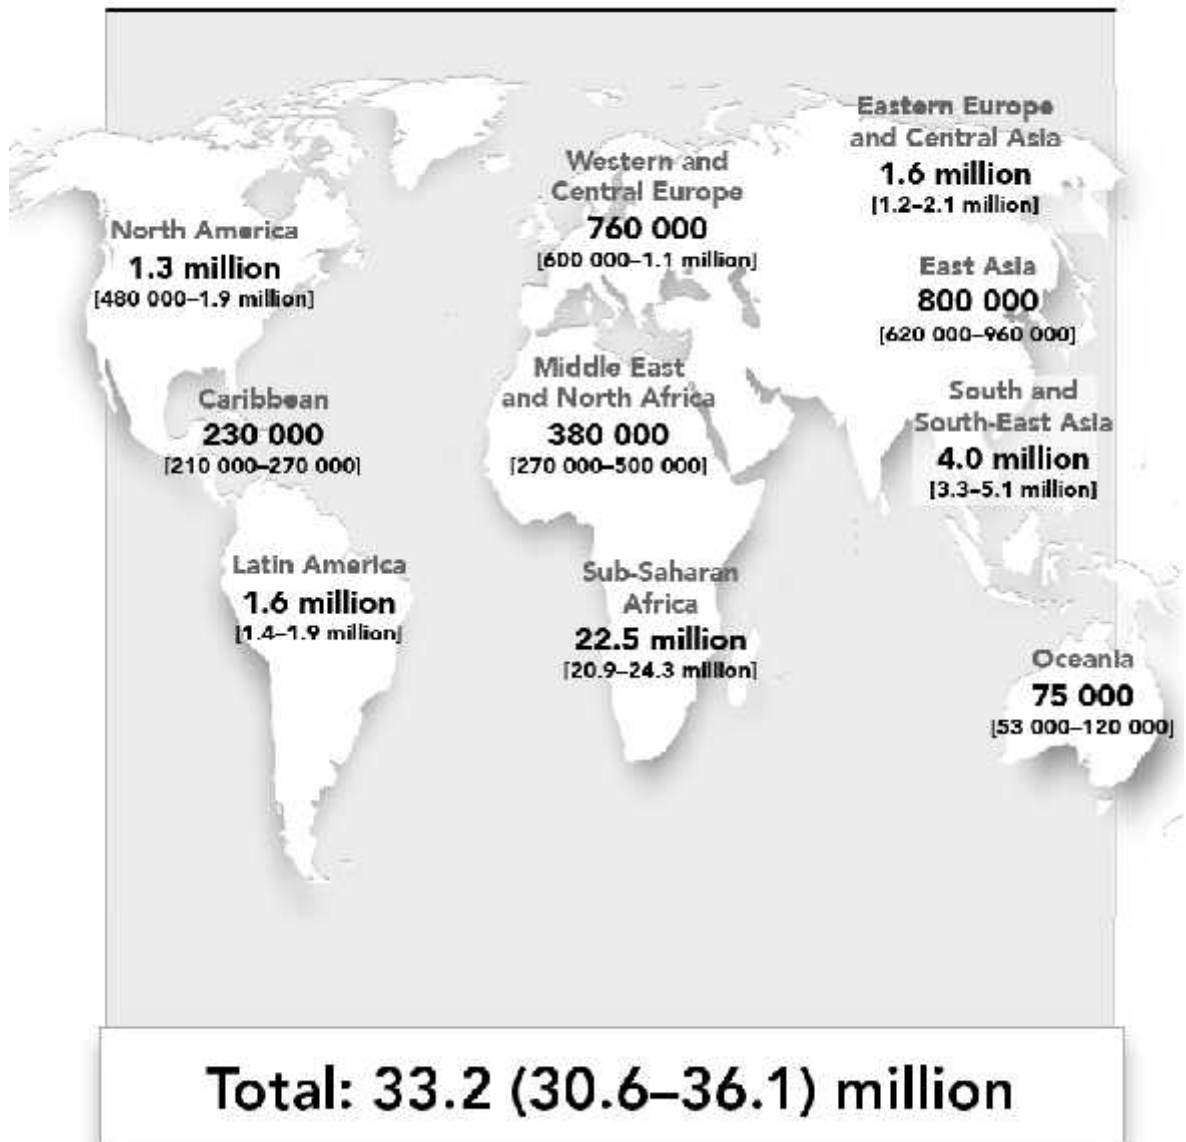 Eastern Europe
and Central Asia
1.6 million
[1.2–2.1 million]
Western and
Central Europe
760 000
[600 000–1.1 million]
North America
1.3 million
[480 000–1.9 million]
East Asia
800 000
[620 000–960 000]
Middle East
and North Africa
380 000
[270 000–500 000]
Caribbean
230 000
[210 000–270 000]
South and
South-East Asia
4.0 million
[3.3–5.1 million]
Latin America
1.6 million
[1.4–1.9 million]
Sub-Saharan
Africa
22.5 million
[20.9–24.3 million]
Oceania
75 000
[53 000–120 000]
Total: 33.2 (30.6–36.1) million